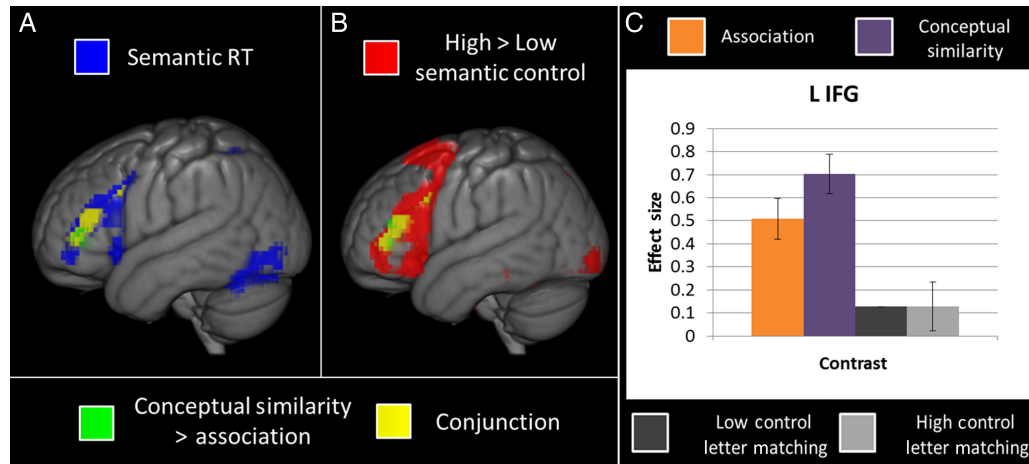 A
Semantic RT
B
High > Low
semantic control
Conceptual similarity
> association
Conjunction
C
Association
Conceptual
similarity
L IFG
Effect size
0.9
0.8
0.7
0.6
0.5
0.4
0.3
0.2
0.1
0
Contrast
Low control
letter matching
High control
letter matching